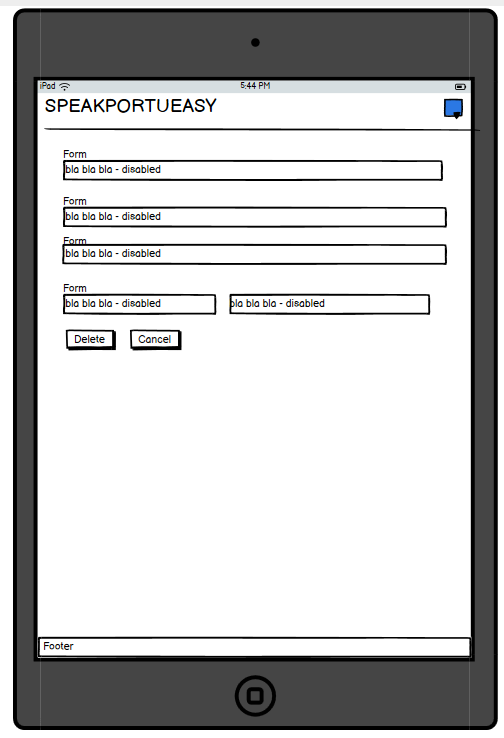 iPad 5:44 PM
SPEAKPORTUEASY
Form
bla bla bla - disabled
Form
bla bla bla - disabled
Form
bla bla bla - disabled
Form
bla bla bla - disabled bla bla bla - disabled
Delete Cancel
Footer